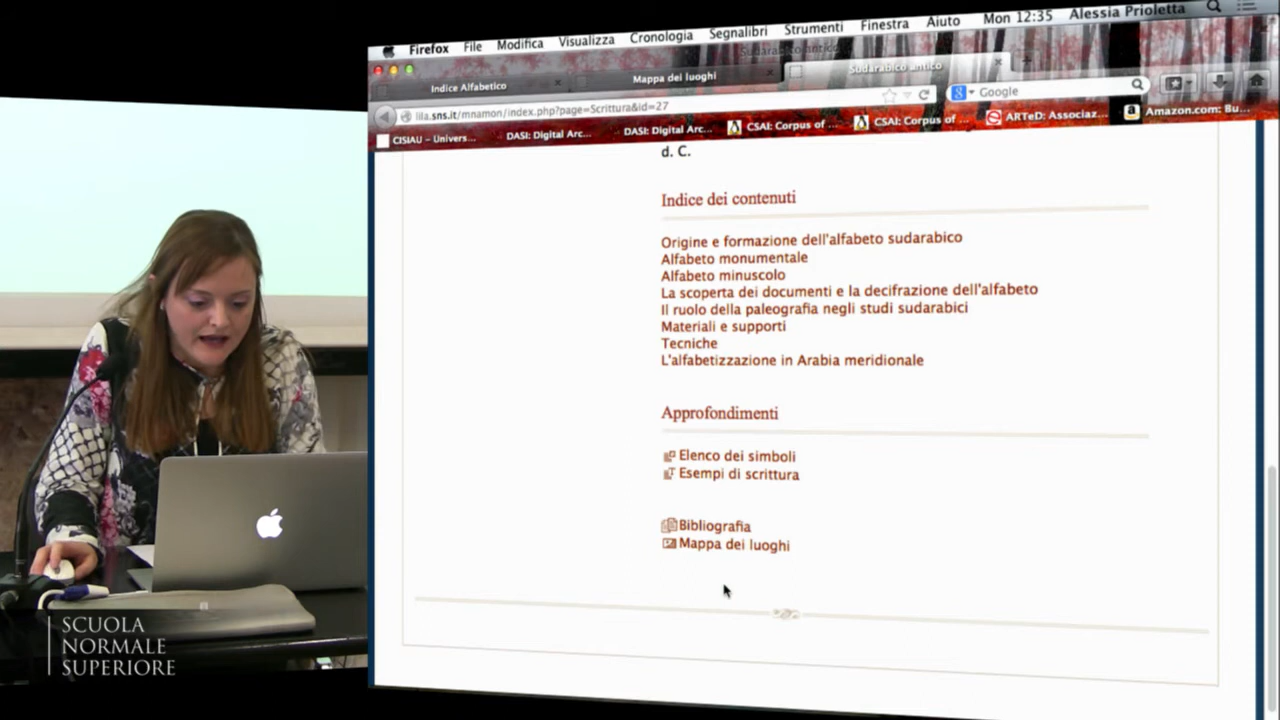 Firefox File Modifica Visualizza Cronologia Segnalibri Strumenti Finestra Aiuto Mon 12:35 Alessia Prioletta
Sudarabico antico
Indice Alfabetico Mappa dei luoghi Sudarabico antico
lila.sns.it/mnamon/index.php?page=Scrittura&id=27 Google
CISIAU – Univers... DASI: Digital Arc... DASI: Digital Arc... CSAI: Corpus of ... CSAI: Corpus of ... ARTeD: Associaz... Amazon.com: Bu...
d. C.
Indice dei contenuti
Origine e formazione dell'alfabeto sudarabico
Alfabeto monumentale
Alfabeto minuscolo
La scoperta dei documenti e la decifrazione dell'alfabeto
Il ruolo della paleografia negli studi sudarabici
Materiali e supporti
Tecniche
L'alfabetizzazione in Arabia meridionale
Approfondimenti
Elenco dei simboli
Esempi di scrittura
Bibliografia
Mappa dei luoghi
SCUOLA
NORMALE
SUPERIORE